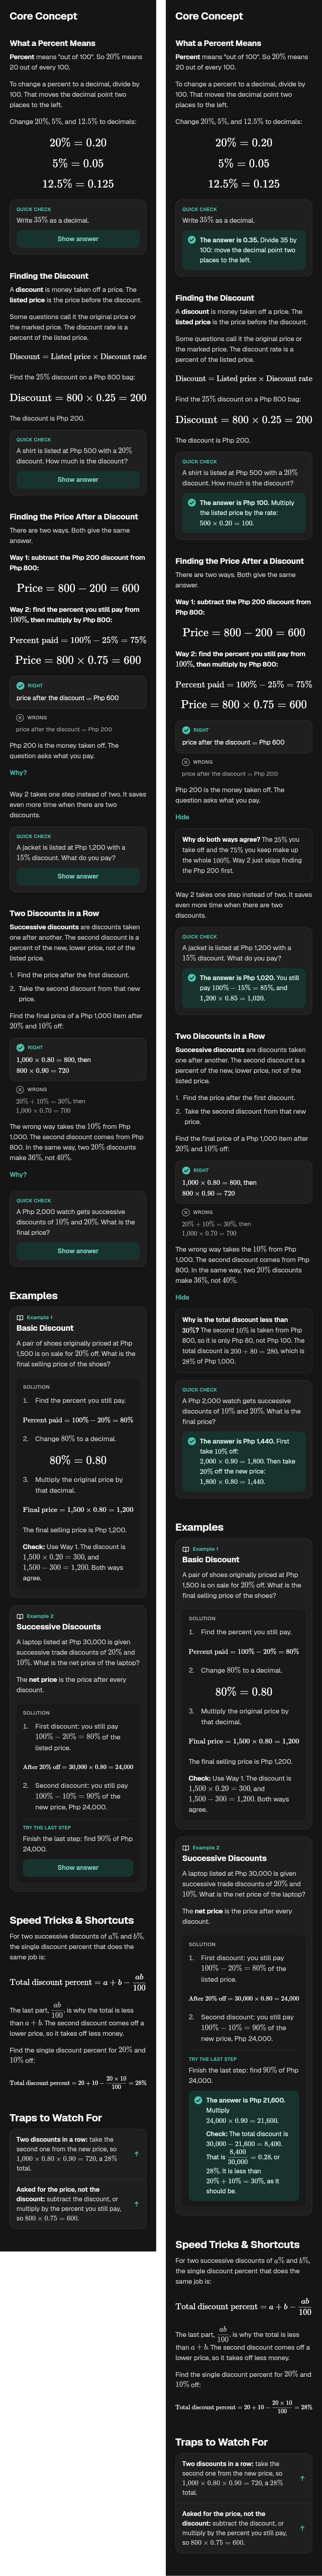 Core Concept
What a Percent Means
Percent means "out of 100". So 20% means
20 out of every 100.
To change a percent to a decimal, divide by
100. That moves the decimal point two
places to the left.
Change 20%, 5%, and 12.5% to decimals:
20% = 0.20
5% = 0.05
12.5% = 0.125
QUICK CHECK
Write 35% as a decimal.
Show answer
Finding the Discount
A discount is money taken off a price. The
listed price is the price before the discount.
Some questions call it the original price or
the marked price. The discount rate is a
percent of the listed price.
Discount = Listed price × Discount rate
Find the 25% discount on a Php 800 bag:
Discount = 800 × 0.25 = 200
The discount is Php 200.
QUICK CHECK
A shirt is listed at Php 500 with a 20%
discount. How much is the discount?
Show answer
Finding the Price After a Discount
There are two ways. Both give the same
answer.
Way 1: subtract the Php 200 discount from
Php 800:
Price = 800 − 200 = 600
Way 2: find the percent you still pay from
100%, then multiply by Php 800:
Percent paid = 100% − 25% = 75%
Price = 800 × 0.75 = 600
RIGHT
price after the discount = Php 600
WRONG
price after the discount = Php 200
Php 200 is the money taken off. The
question asks what you pay.
Why?
Way 2 takes one step instead of two. It saves
even more time when there are two
discounts.
QUICK CHECK
A jacket is listed at Php 1,200 with a
15% discount. What do you pay?
Show answer
Two Discounts in a Row
Successive discounts are discounts taken
one after another. The second discount is a
percent of the new, lower price, not of the
listed price.
1. Find the price after the first discount.
2. Take the second discount from that new
price.
Find the final price of a Php 1,000 item after
20% and 10% off:
RIGHT
1,000 × 0.80 = 800, then
800 × 0.90 = 720
WRONG
20% + 10% = 30%, then
1,000 × 0.70 = 700
The wrong way takes the 10% from Php
1,000. The second discount comes from Php
800. In the same way, two 20% discounts
make 36%, not 40%.
Why?
QUICK CHECK
A Php 2,000 watch gets successive
discounts of 10% and 20%. What is the
final price?
Show answer
Examples
Example 1
Basic Discount
A pair of shoes originally priced at Php
1,500 is on sale for 20% off. What is the
final selling price of the shoes?
SOLUTION
1. Find the percent you still pay.
Percent paid = 100% − 20% = 80%
2. Change 80% to a decimal.
80% = 0.80
3. Multiply the original price by
that decimal.
Final price = 1,500 × 0.80 = 1,200
The final selling price is Php 1,200.
Check: Use Way 1. The discount is
1,500 × 0.20 = 300, and
1,500 − 300 = 1,200. Both ways
agree.
Example 2
Successive Discounts
A laptop listed at Php 30,000 is given
successive trade discounts of 20% and
10%. What is the net price of the laptop?
The net price is the price after every
discount.
SOLUTION
1. First discount: you still pay
100% − 20% = 80% of the
listed price.
After 20% off = 30,000 × 0.80 = 24,000
2. Second discount: you still pay
100% − 10% = 90% of the
new price, Php 24,000.
TRY THE LAST STEP
Finish the last step: find 90% of Php
24,000.
Show answer
Speed Tricks & Shortcuts
For two successive discounts of a% and b%,
the single discount percent that does the
same job is:
Total discount percent = a + b − ab/100
The last part, ab/100, is why the total is less
than a + b. The second discount comes off a
lower price, so it takes off less money.
Find the single discount percent for 20% and
10% off:
Total discount percent = 20 + 10 − 20 × 10/100 = 28%
Traps to Watch For
Two discounts in a row: take the
second one from the new price, so
1,000 × 0.80 × 0.90 = 720, a 28%
total.
↑
Asked for the price, not the
discount: subtract the discount, or
multiply by the percent you still pay,
so 800 × 0.75 = 600.
↑
Core Concept
What a Percent Means
Percent means "out of 100". So 20% means
20 out of every 100.
To change a percent to a decimal, divide by
100. That moves the decimal point two
places to the left.
Change 20%, 5%, and 12.5% to decimals:
20% = 0.20
5% = 0.05
12.5% = 0.125
QUICK CHECK
Write 35% as a decimal.
The answer is 0.35. Divide 35 by
100: move the decimal point two
places to the left.
Finding the Discount
A discount is money taken off a price. The
listed price is the price before the discount.
Some questions call it the original price or
the marked price. The discount rate is a
percent of the listed price.
Discount = Listed price × Discount rate
Find the 25% discount on a Php 800 bag:
Discount = 800 × 0.25 = 200
The discount is Php 200.
QUICK CHECK
A shirt is listed at Php 500 with a 20%
discount. How much is the discount?
The answer is Php 100. Multiply
the listed price by the rate:
500 × 0.20 = 100.
Finding the Price After a Discount
There are two ways. Both give the same
answer.
Way 1: subtract the Php 200 discount from
Php 800:
Price = 800 − 200 = 600
Way 2: find the percent you still pay from
100%, then multiply by Php 800:
Percent paid = 100% − 25% = 75%
Price = 800 × 0.75 = 600
RIGHT
price after the discount = Php 600
WRONG
price after the discount = Php 200
Php 200 is the money taken off. The
question asks what you pay.
Hide
Why do both ways agree? The 25% you
take off and the 75% you keep make up
the whole 100%. Way 2 just skips finding
the Php 200 first.
Way 2 takes one step instead of two. It saves
even more time when there are two
discounts.
QUICK CHECK
A jacket is listed at Php 1,200 with a
15% discount. What do you pay?
The answer is Php 1,020. You still
pay 100% − 15% = 85%, and
1,200 × 0.85 = 1,020.
Two Discounts in a Row
Successive discounts are discounts taken
one after another. The second discount is a
percent of the new, lower price, not of the
listed price.
1. Find the price after the first discount.
2. Take the second discount from that new
price.
Find the final price of a Php 1,000 item after
20% and 10% off:
RIGHT
1,000 × 0.80 = 800, then
800 × 0.90 = 720
WRONG
20% + 10% = 30%, then
1,000 × 0.70 = 700
The wrong way takes the 10% from Php
1,000. The second discount comes from Php
800. In the same way, two 20% discounts
make 36%, not 40%.
Hide
Why is the total discount less than
30%? The second 10% is taken from Php
800, so it is only Php 80, not Php 100. The
total discount is 200 + 80 = 280, which is
28% of Php 1,000.
QUICK CHECK
A Php 2,000 watch gets successive
discounts of 10% and 20%. What is the
final price?
The answer is Php 1,440. First
take 10% off:
2,000 × 0.90 = 1,800. Then take
20% off the new price:
1,800 × 0.80 = 1,440.
Examples
Example 1
Basic Discount
A pair of shoes originally priced at Php
1,500 is on sale for 20% off. What is the
final selling price of the shoes?
SOLUTION
1. Find the percent you still pay.
Percent paid = 100% − 20% = 80%
2. Change 80% to a decimal.
80% = 0.80
3. Multiply the original price by
that decimal.
Final price = 1,500 × 0.80 = 1,200
The final selling price is Php 1,200.
Check: Use Way 1. The discount is
1,500 × 0.20 = 300, and
1,500 − 300 = 1,200. Both ways
agree.
Example 2
Successive Discounts
A laptop listed at Php 30,000 is given
successive trade discounts of 20% and
10%. What is the net price of the laptop?
The net price is the price after every
discount.
SOLUTION
1. First discount: you still pay
100% − 20% = 80% of the
listed price.
After 20% off = 30,000 × 0.80 = 24,000
2. Second discount: you still pay
100% − 10% = 90% of the
new price, Php 24,000.
TRY THE LAST STEP
Finish the last step: find 90% of Php
24,000.
The answer is Php 21,600.
Multiply
24,000 × 0.90 = 21,600.
Check: The total discount is
30,000 − 21,600 = 8,400.
That is 8,400/30,000 = 0.28, or
28%. It is less than
20% + 10% = 30%, as it
should be.
Speed Tricks & Shortcuts
For two successive discounts of a% and b%,
the single discount percent that does the
same job is:
Total discount percent = a + b − ab/100
The last part, ab/100, is why the total is less
than a + b. The second discount comes off a
lower price, so it takes off less money.
Find the single discount percent for 20% and
10% off:
Total discount percent = 20 + 10 − 20 × 10/100 = 28%
Traps to Watch For
Two discounts in a row: take the
second one from the new price, so
1,000 × 0.80 × 0.90 = 720, a 28%
total.
↑
Asked for the price, not the
discount: subtract the discount, or
multiply by the percent you still pay,
so 800 × 0.75 = 600.
↑